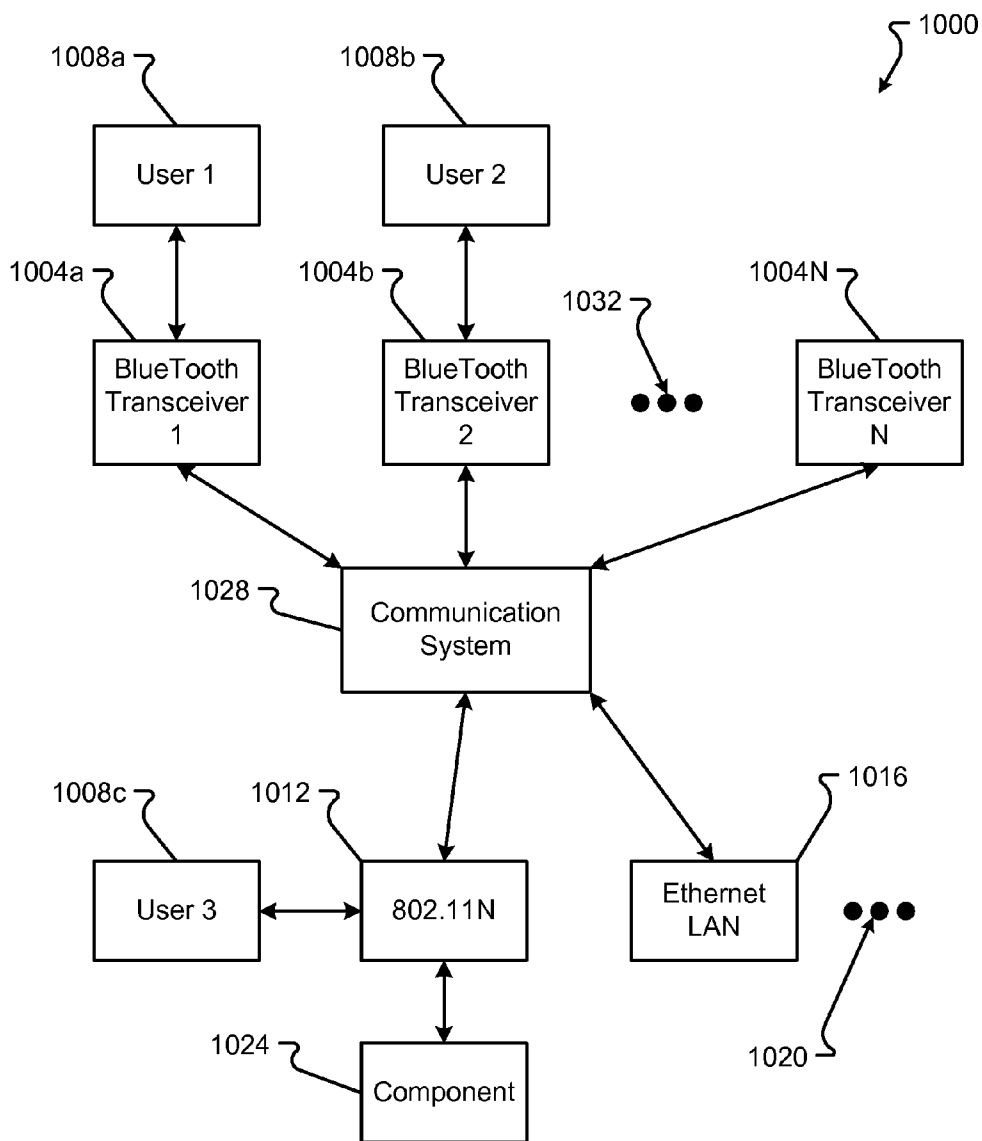 1000
1008a
1008b
User 1
User 2
1004a
1004b
1032
1004N
BlueTooth
Transceiver
1
BlueTooth
Transceiver
2
BlueTooth
Transceiver
N
1028
Communication
System
1008c
1012
1016
User 3
802.11N
Ethernet
LAN
1024
Component
1020